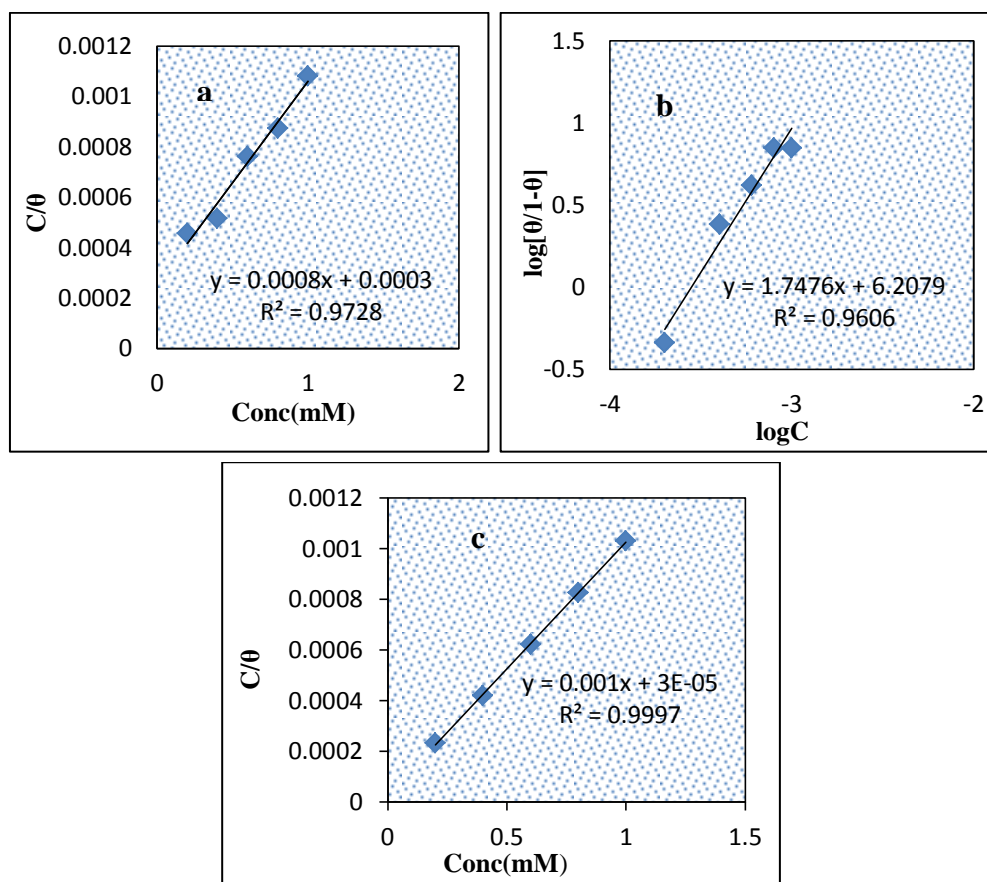 a
0.0012
0.001
0.0008
0.0006
0.0004
0.0002
0
C/θ
y = 0.0008x + 0.0003
R² = 0.9728
0 1 2
Conc(mM)
b
1.5
1
0.5
0
-0.5
log[θ/1-θ]
y = 1.7476x + 6.2079
R² = 0.9606
-4 -3 -2
logC
c
0.0012
0.001
0.0008
0.0006
0.0004
0.0002
0
C/θ
y = 0.001x + 3E-05
R² = 0.9997
0 0.5 1 1.5
Conc(mM)